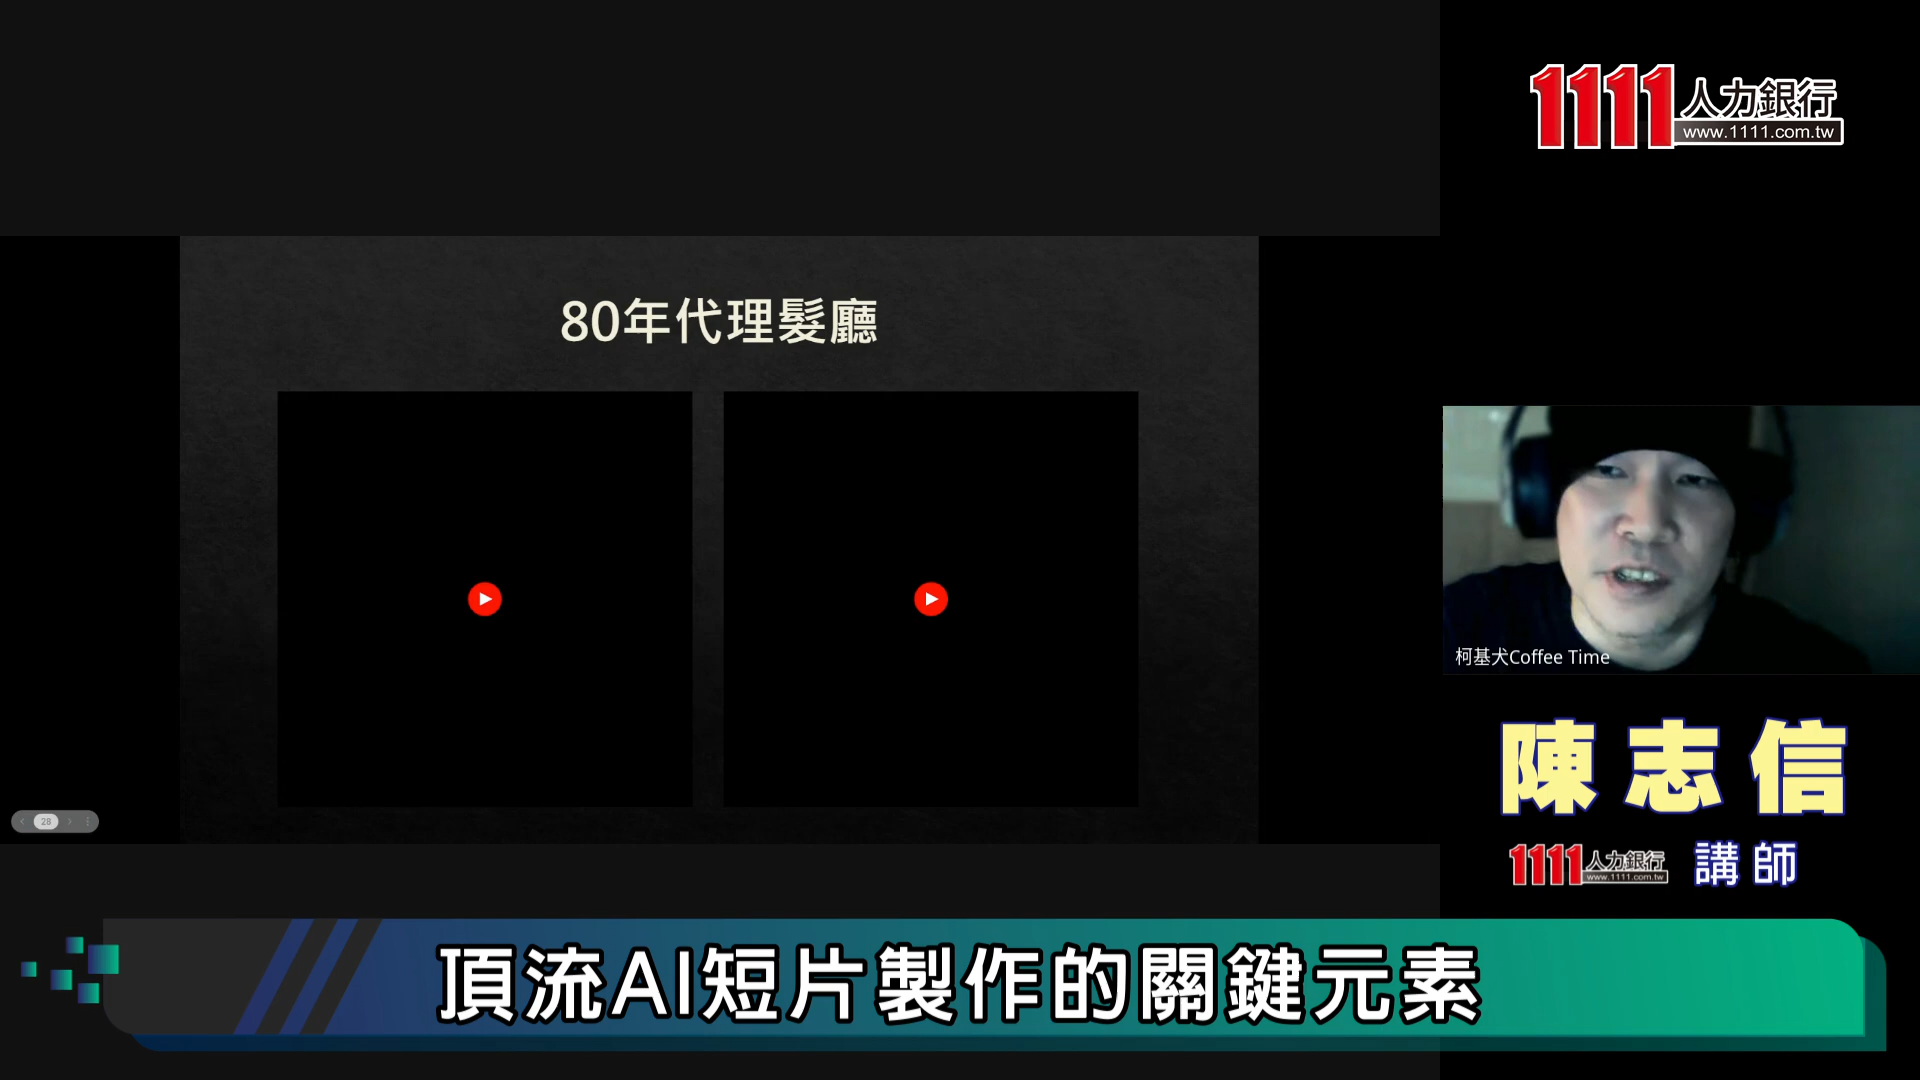 1111人力銀行
www.1111.com.tw
80年代理髮廳
柯基犬Coffee Time
28
陳志信
1111人力銀行
www.1111.com.tw
講師
頂流AI短片製作的關鍵元素